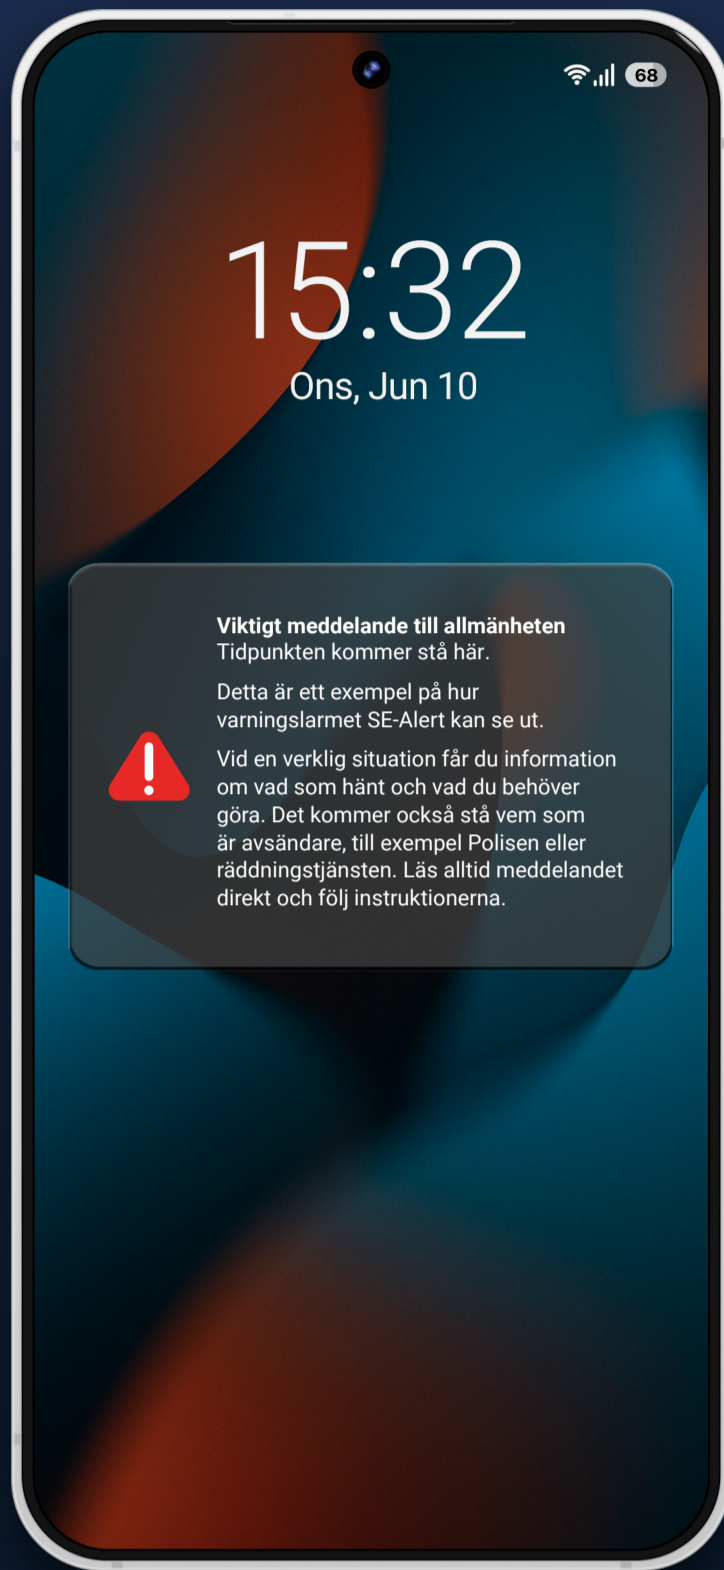 68
15:32
Ons, Jun 10
Viktigt meddelande till allmänheten
Tidpunkten kommer stå här.
Detta är ett exempel på hur
varningslarmet SE-Alert kan se ut.
Vid en verklig situation får du information
om vad som hänt och vad du behöver
göra. Det kommer också stå vem som
är avsändare, till exempel Polisen eller
räddningstjänsten. Läs alltid meddelandet
direkt och följ instruktionerna.